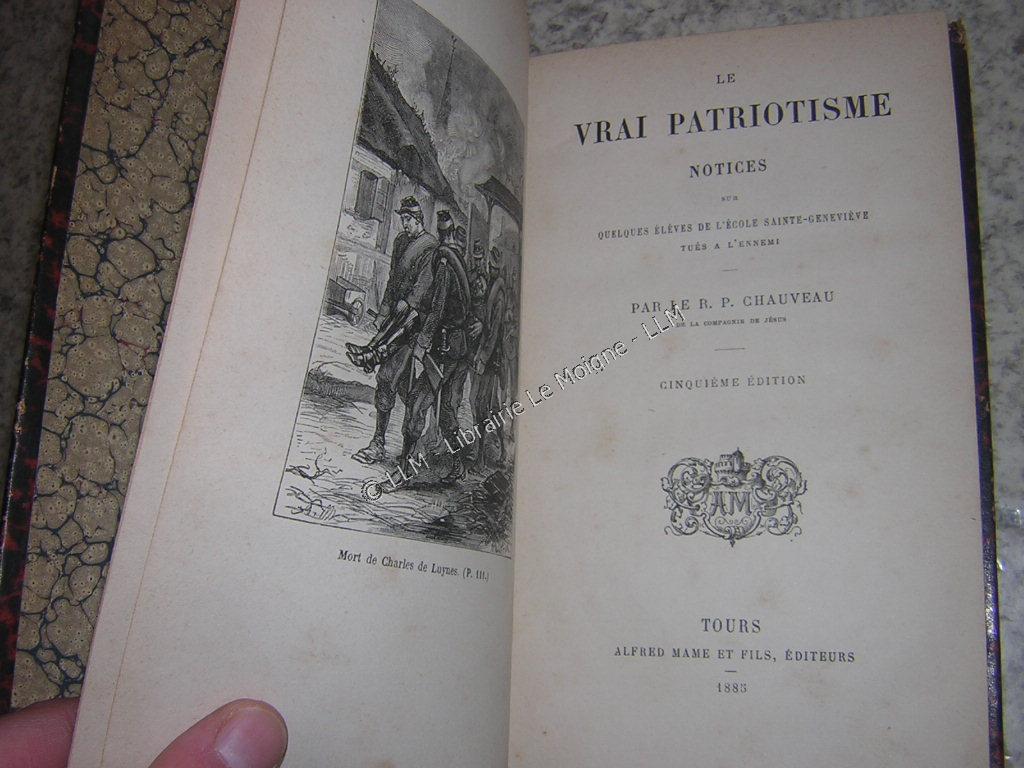 Mort de Charles de Luynes. (P. 111.)
LE
VRAI PATRIOTISME
NOTICES
SUR
QUELQUES ÉLÈVES DE L'ÉCOLE SAINTE-GENEVIÈVE
TUÉS A L'ENNEMI
PAR LE R. P. CHAUVEAU
DE LA COMPAGNIE DE JÉSUS
CINQUIÈME ÉDITION
AM
TOURS
ALFRED MAME ET FILS, ÉDITEURS
1885
© LLM - Librairie Le Moigne - LLM